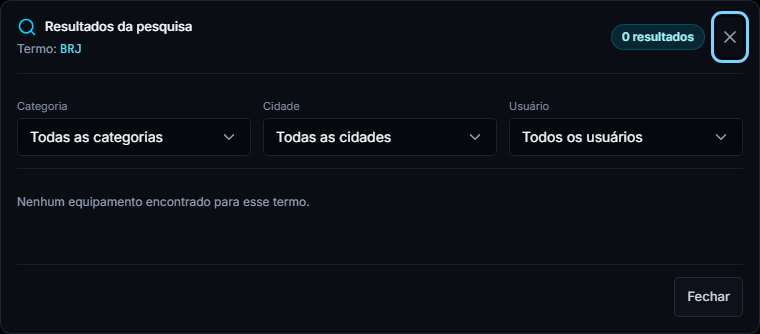 Resultados da pesquisa
Termo: BRJ
0 resultados
Categoria
Cidade
Usuário
Todas as categorias
Todas as cidades
Todos os usuários
Nenhum equipamento encontrado para esse termo.
Fechar